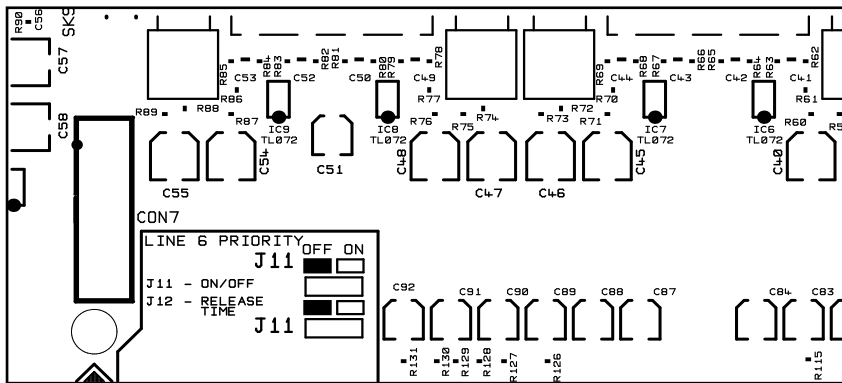 R90
C56
SK9
C57
C58
R85
R84
R83
R82
R81
R80
R79
R78
C53
C52
C50
C49
R69
R68
R67
R66
R65
R64
R63
R62
C44
C43
C42
C41
R89
R88
R86
R87
R77
R76
R75
R74
R73
R72
R70
R71
R61
R60
IC9
TL072
IC8
TL072
IC7
TL072
IC6
TL072
C55
C54
C51
C48
C47
C46
C45
C40
CON7
LINE 6 PRIORITY
OFF ON
J11
J11 - ON/OFF
J12 - RELEASE
TIME
J11
C92
C91
C90
C89
C88
C87
C84
C83
R131
R130
R129
R128
R127
R126
R115